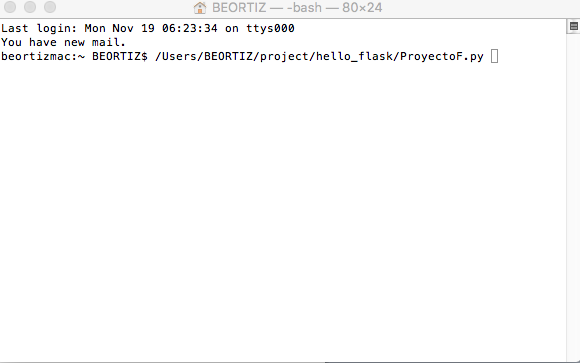 BEORTIZ — -bash — 80×24
Last login: Mon Nov 19 06:23:34 on ttys000
You have new mail.
beortizmac:~ BEORTIZ$ /Users/BEORTIZ/project/hello_flask/ProyectoF.py